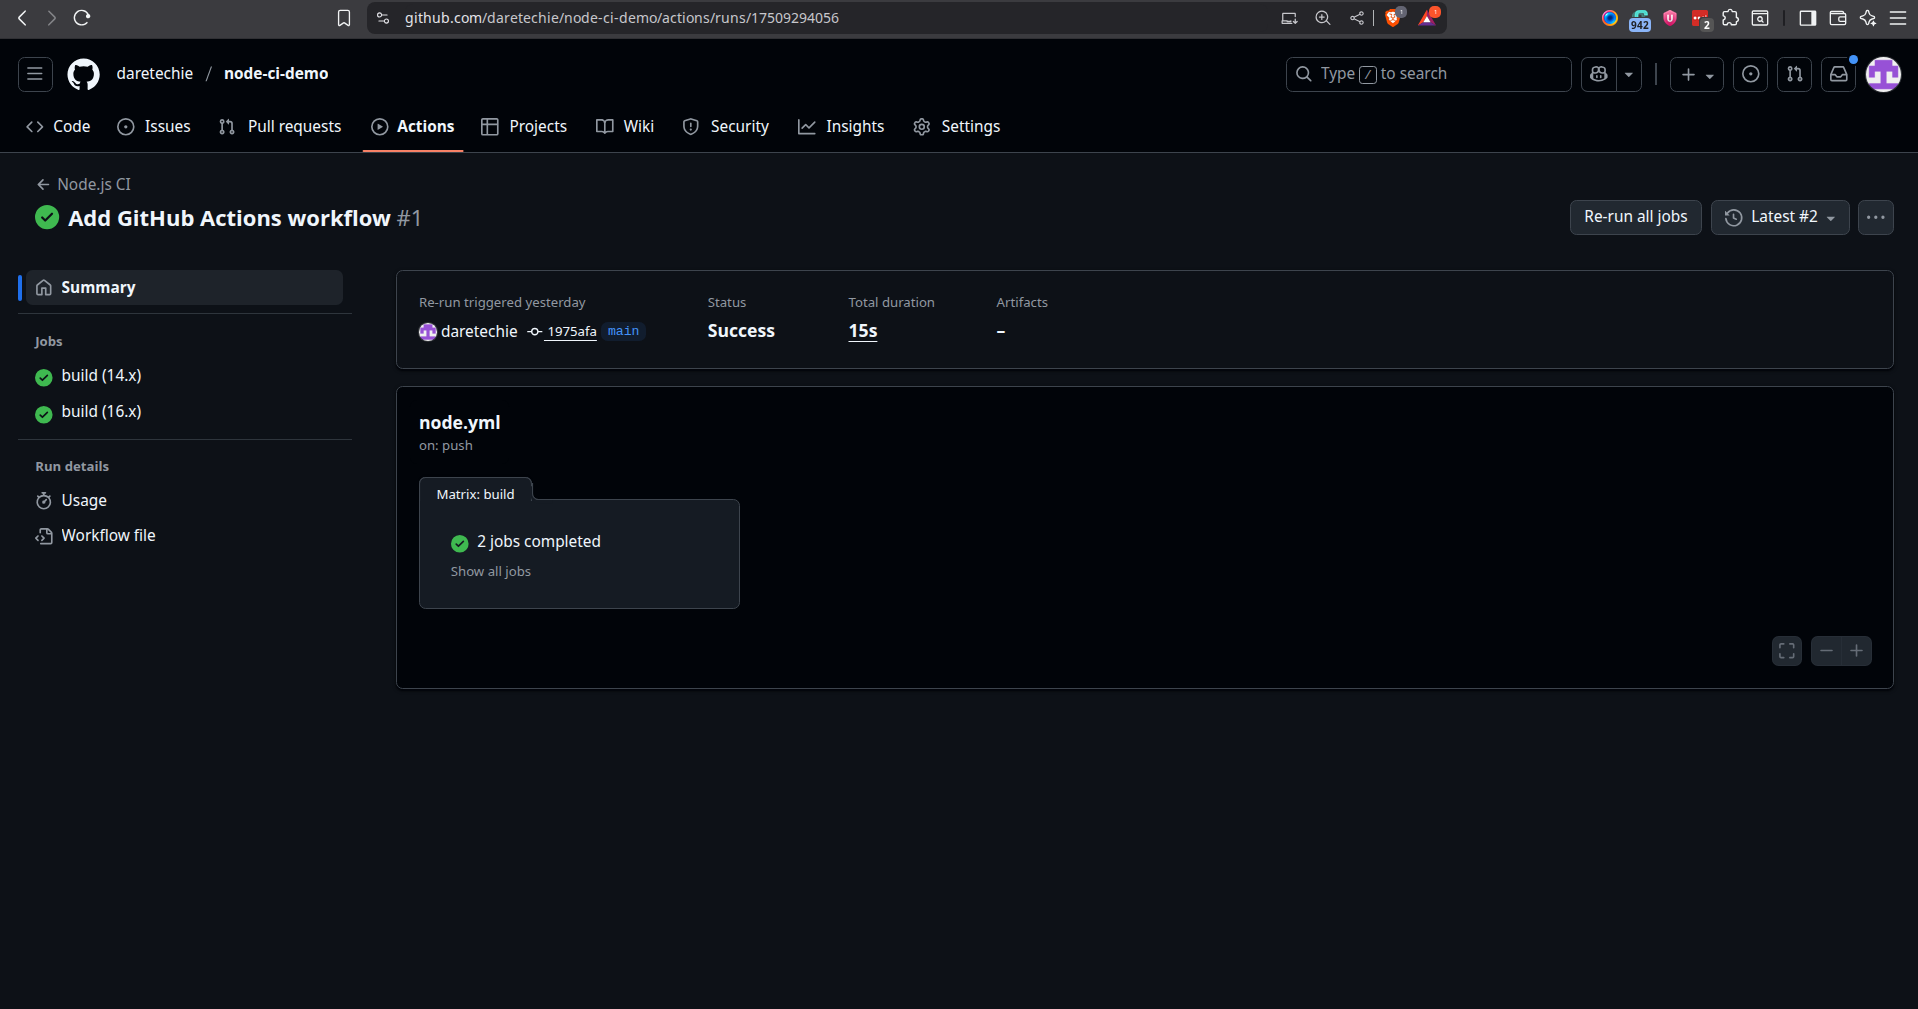 github.com/daretechie/node-ci-demo/actions/runs/17509294056
1
1
942
2
daretechie / node-ci-demo
Type / to search
Code
Issues
Pull requests
Actions
Projects
Wiki
Security
Insights
Settings
Node.js CI
Add GitHub Actions workflow #1
Re-run all jobs
Latest #2
Summary
Jobs
build (14.x)
build (16.x)
Run details
Usage
Workflow file
Re-run triggered yesterday
daretechie 1975afa main
Status
Success
Total duration
15s
Artifacts
–
node.yml
on: push
Matrix: build
2 jobs completed
Show all jobs